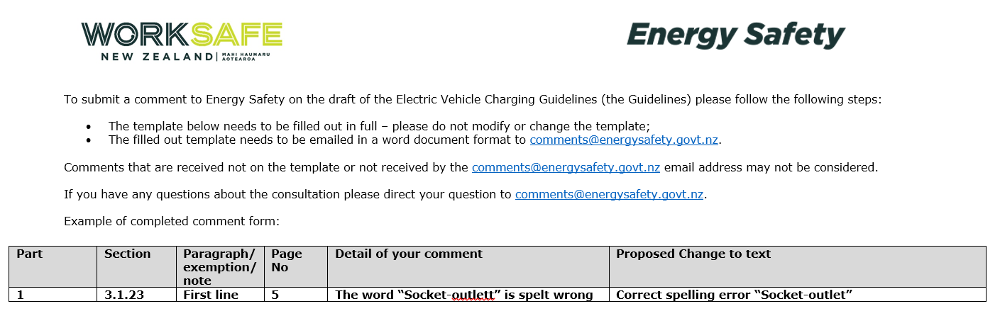 WORKSAFE
NEW ZEALAND | MAHI HAUMARU AOTEAROA
Energy Safety
To submit a comment to Energy Safety on the draft of the Electric Vehicle Charging Guidelines (the Guidelines) please follow the following steps:
• The template below needs to be filled out in full – please do not modify or change the template;
• The filled out template needs to be emailed in a word document format to comments@energysafety.govt.nz.
Comments that are received not on the template or not received by the comments@energysafety.govt.nz email address may not be considered.
If you have any questions about the consultation please direct your question to comments@energysafety.govt.nz.
Example of completed comment form:
Part Section Paragraph/ Page Detail of your comment Proposed Change to text
exemption/ No
note
1 3.1.23 First line 5 The word “Socket-outlett” is spelt wrong Correct spelling error “Socket-outlet”